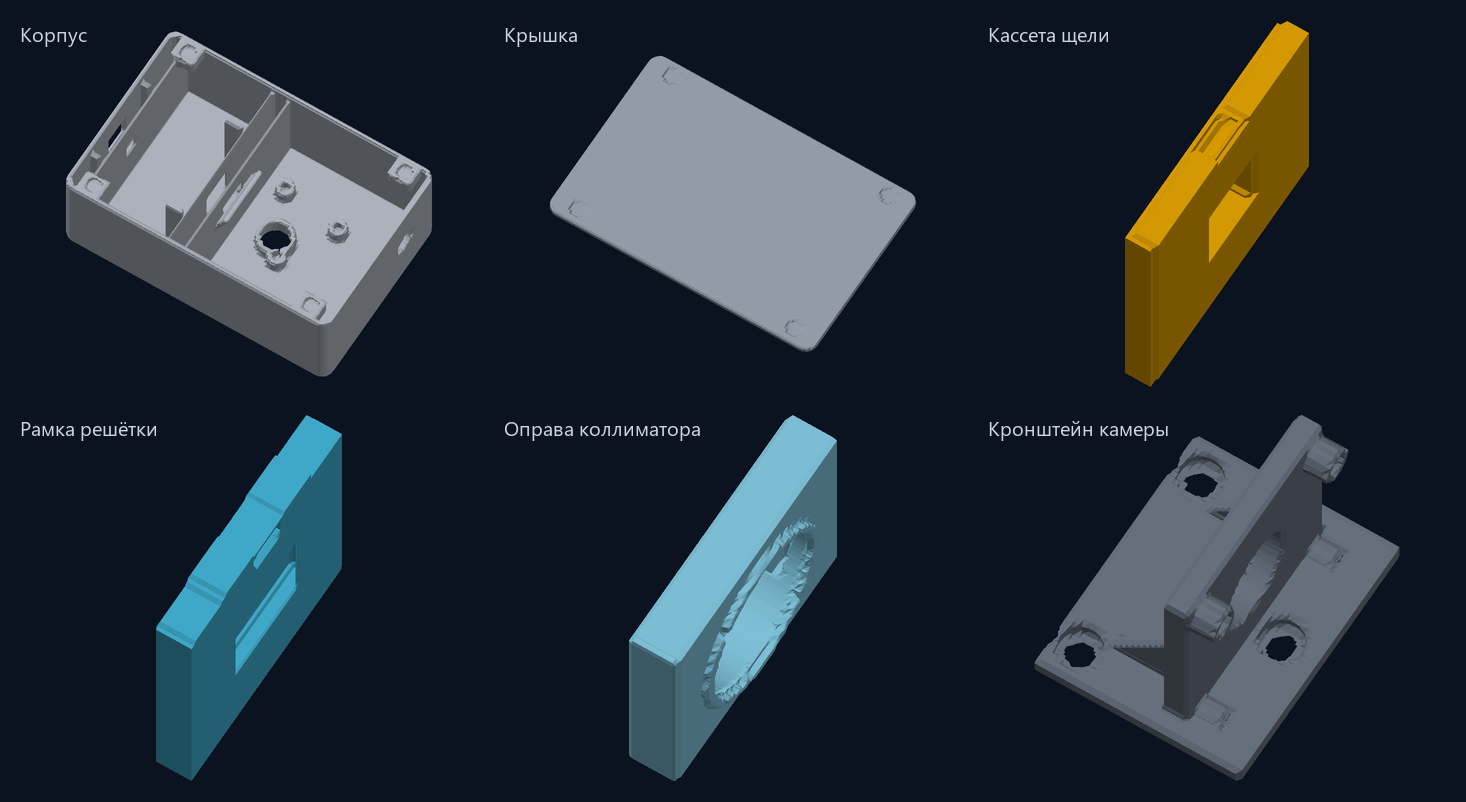 Корпус
Крышка
Кассета щели
Рамка решётки
Оправа коллиматора
Кронштейн камеры